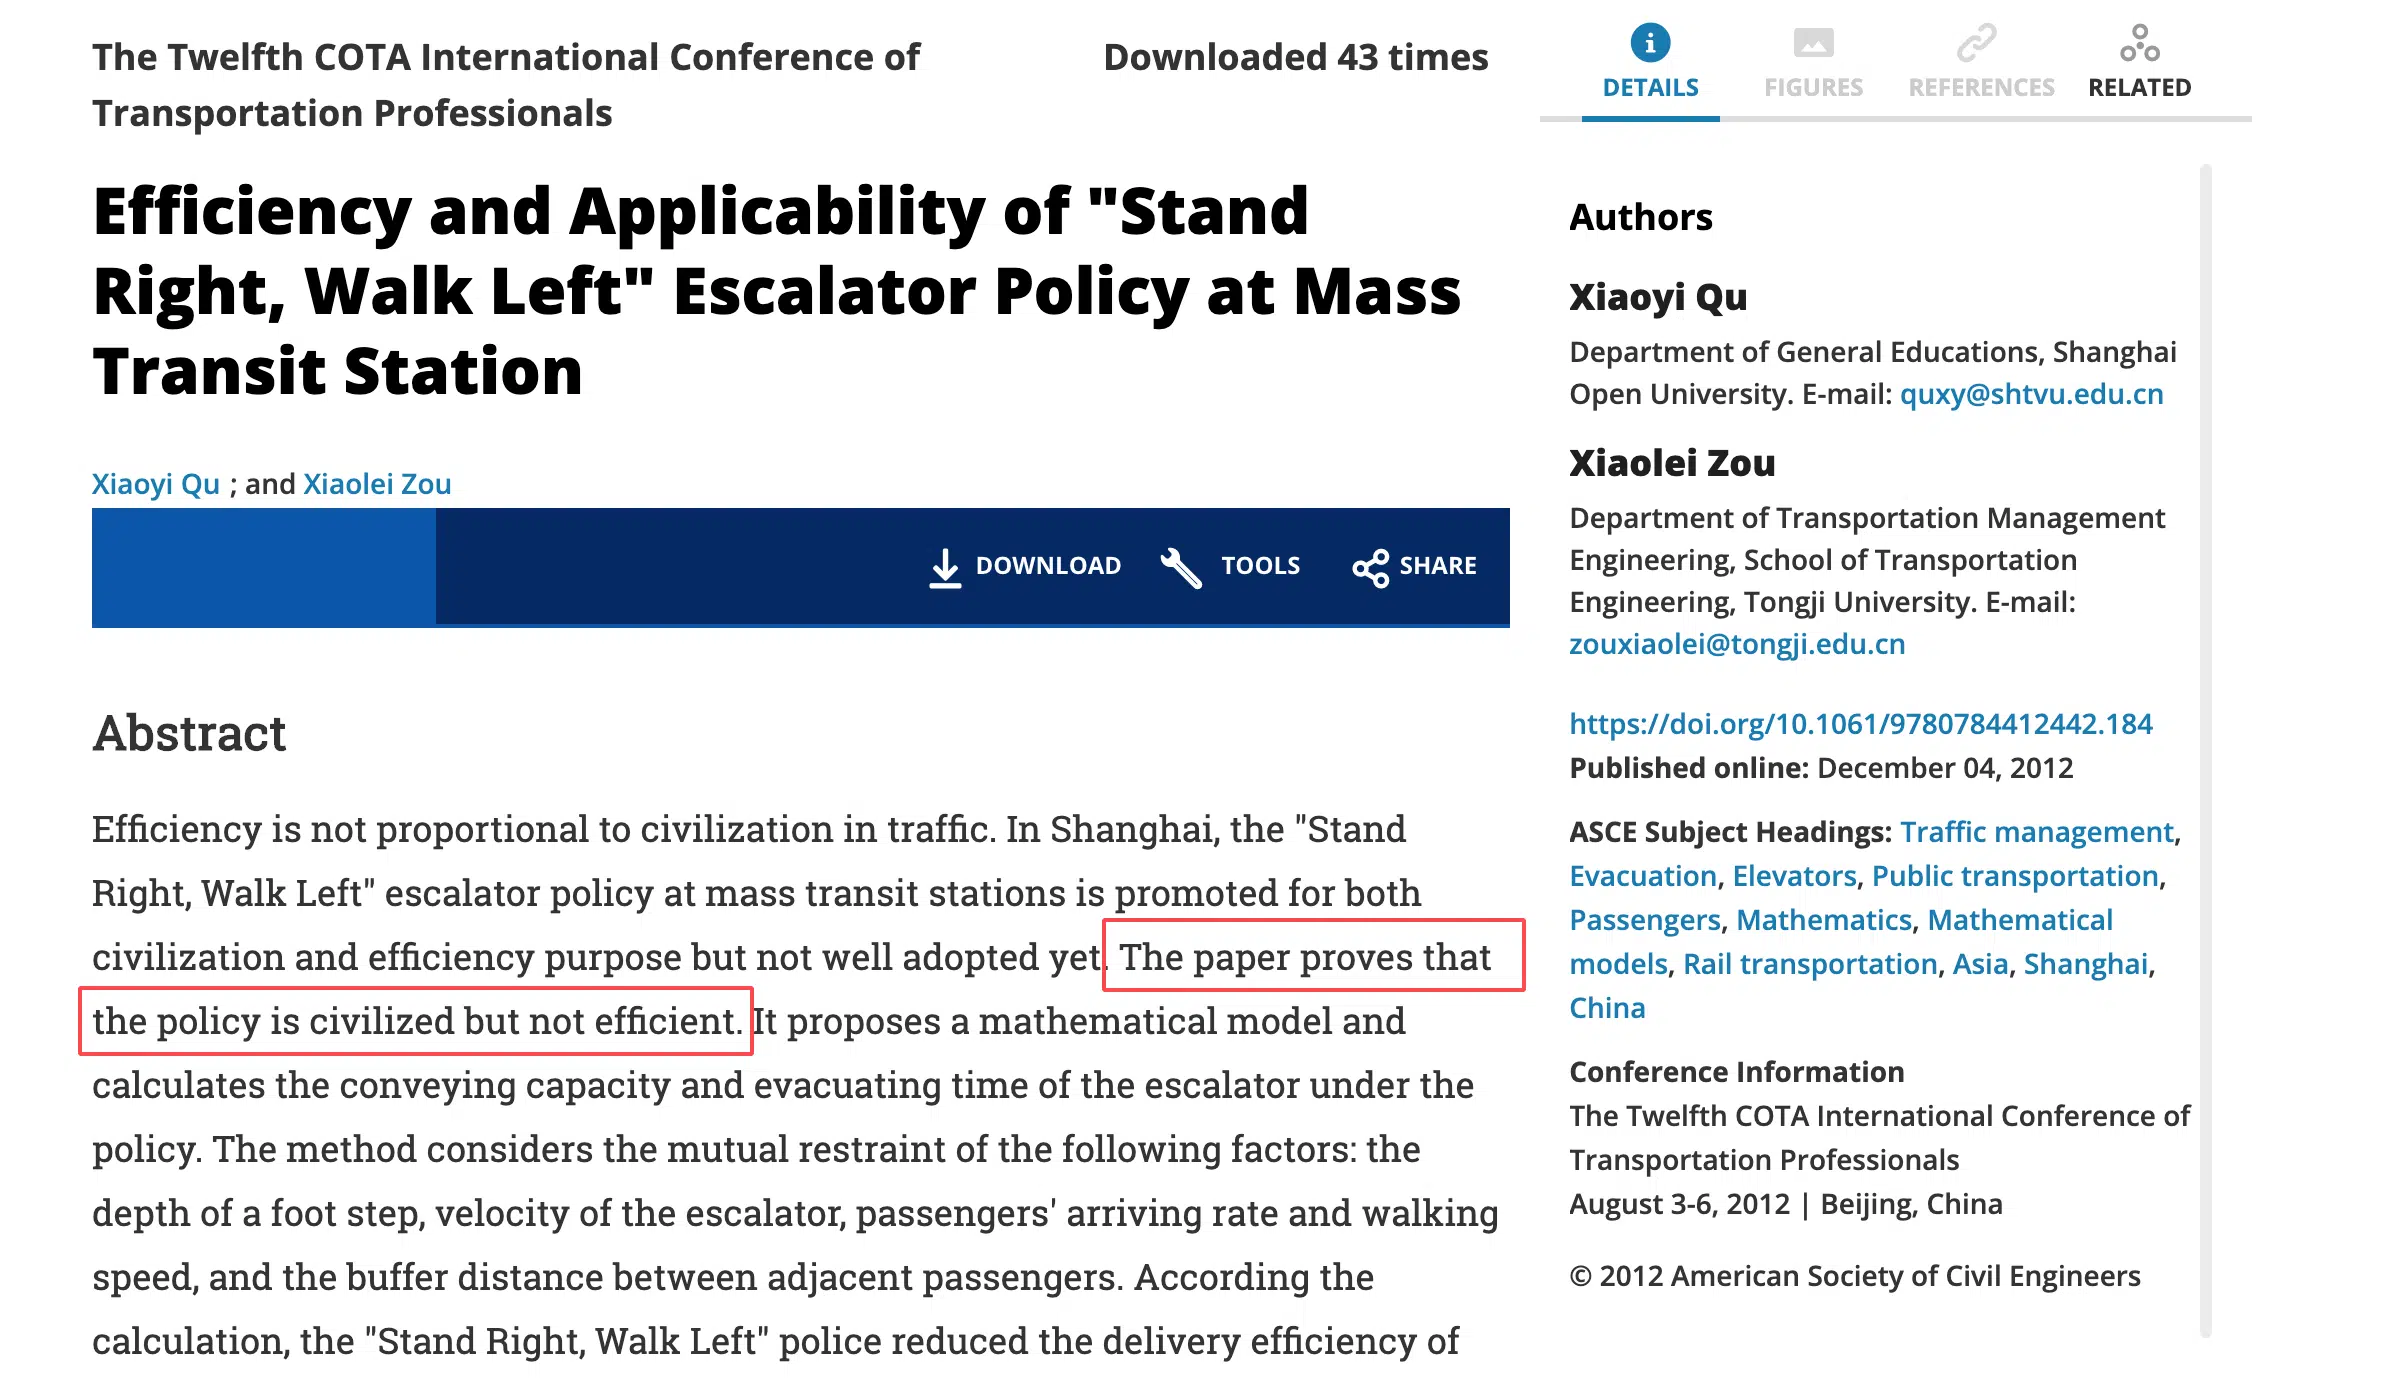 The Twelfth COTA International Conference of
Transportation Professionals
Downloaded 43 times
Efficiency and Applicability of "Stand
Right, Walk Left" Escalator Policy at Mass
Transit Station
Xiaoyi Qu ; and Xiaolei Zou
DOWNLOAD
TOOLS
SHARE
Abstract
Efficiency is not proportional to civilization in traffic. In Shanghai, the "Stand
Right, Walk Left" escalator policy at mass transit stations is promoted for both
civilization and efficiency purpose but not well adopted yet. The paper proves that
the policy is civilized but not efficient. It proposes a mathematical model and
calculates the conveying capacity and evacuating time of the escalator under the
policy. The method considers the mutual restraint of the following factors: the
depth of a foot step, velocity of the escalator, passengers' arriving rate and walking
speed, and the buffer distance between adjacent passengers. According the
calculation, the "Stand Right, Walk Left" police reduced the delivery efficiency of
DETAILS
FIGURES
REFERENCES
RELATED
Authors
Xiaoyi Qu
Department of General Educations, Shanghai
Open University. E-mail: quxy@shtvu.edu.cn
Xiaolei Zou
Department of Transportation Management
Engineering, School of Transportation
Engineering, Tongji University. E-mail:
zouxiaolei@tongji.edu.cn
https://doi.org/10.1061/9780784412442.184
Published online: December 04, 2012
ASCE Subject Headings: Traffic management,
Evacuation, Elevators, Public transportation,
Passengers, Mathematics, Mathematical
models, Rail transportation, Asia, Shanghai,
China
Conference Information
The Twelfth COTA International Conference of
Transportation Professionals
August 3-6, 2012 | Beijing, China
© 2012 American Society of Civil Engineers